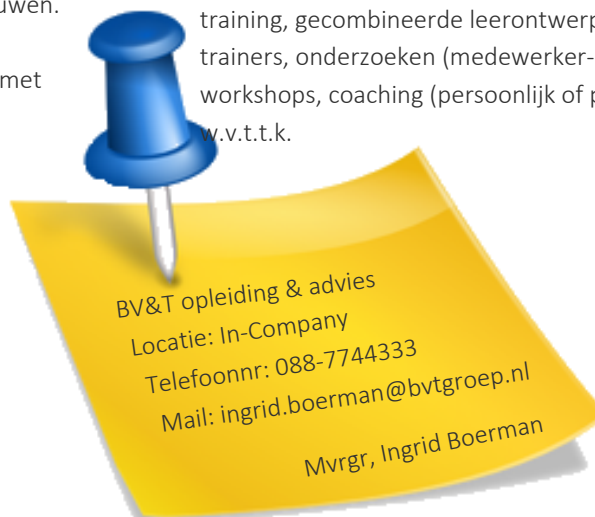 uwen.
met
training, gecombineerde leerontwerp
trainers, onderzoeken (medewerker-
workshops, coaching (persoonlijk of p
w.v.t.t.k.
BV&T opleiding & advies
Locatie: In-Company
Telefoonnr: 088-7744333
Mail: ingrid.boerman@bvtgroep.nl
Mvrgr, Ingrid Boerman